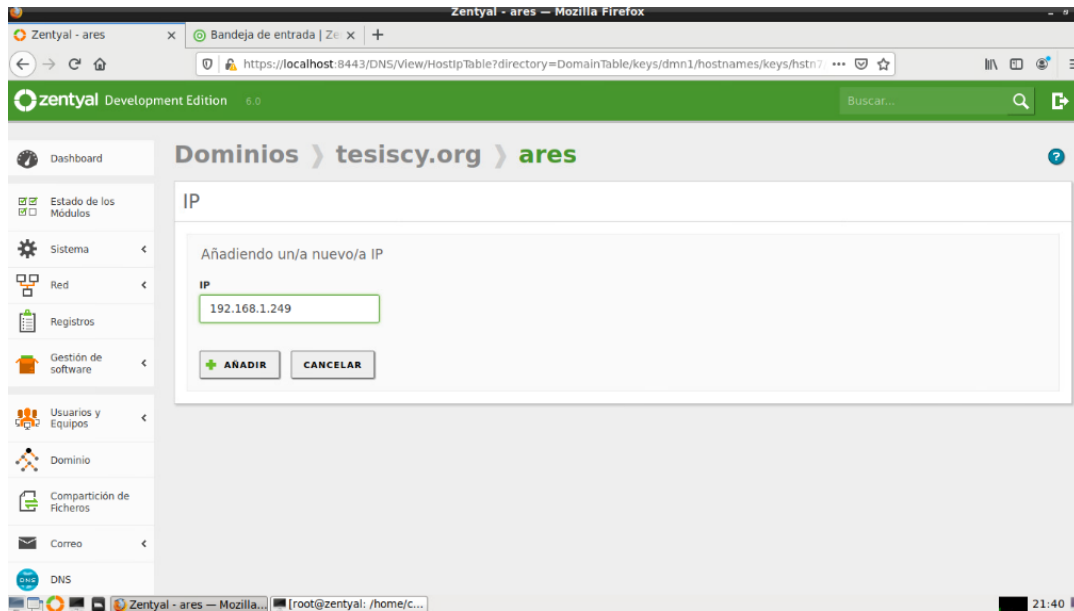 Zentyal - ares — Mozilla Firefox
Zentyal - ares
Bandeja de entrada | Ze
https://localhost:8443/DNS/View/HostIpTable?directory=DomainTable/keys/dmn1/hostnames/keys/hstn7
zentyal Development Edition 6.0
Buscar...
Dashboard
Dominios ⟩ tesiscy.org ⟩ ares
Estado de los
Módulos
IP
Sistema
Añadiendo un/a nuevo/a IP
Red
IP
192.168.1.249
Registros
Gestión de
software
AÑADIR
CANCELAR
Usuarios y
Equipos
Dominio
Compartición de
Ficheros
Correo
DNS
DNS
Zentyal - ares — Mozilla...
[root@zentyal: /home/c...
21:40